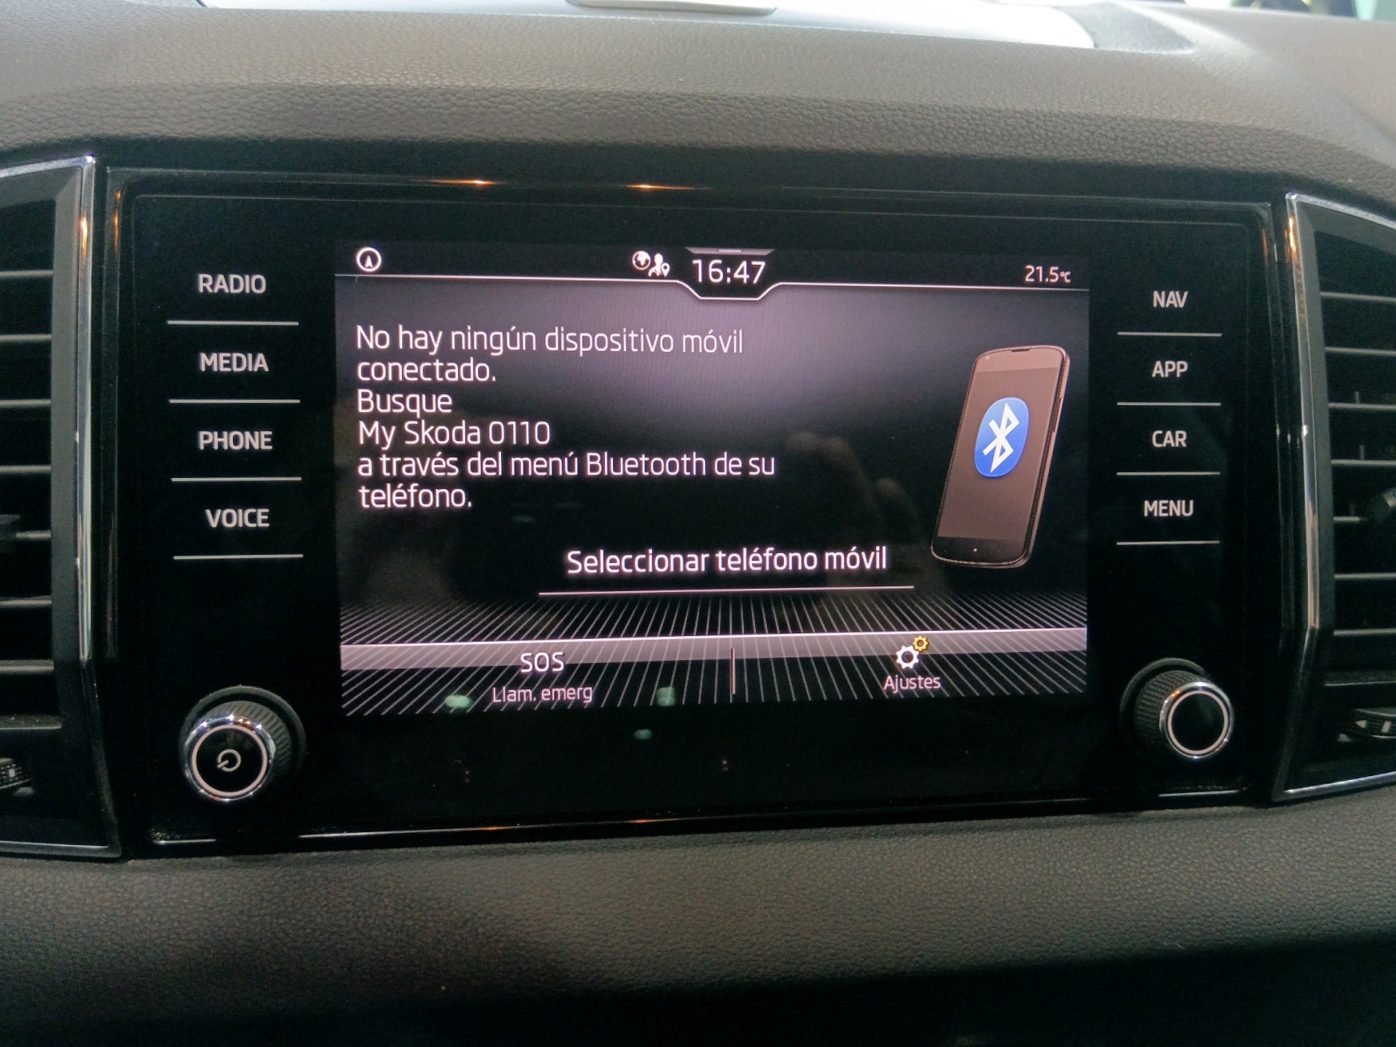 RADIO
MEDIA
PHONE
VOICE
16:47
21.5°C
No hay ningún dispositivo móvil
conectado.
Busque
My Skoda 0110
a través del menú Bluetooth de su
teléfono.
Seleccionar teléfono móvil
SOS
Llam. emerg
Ajustes
NAV
APP
CAR
MENU